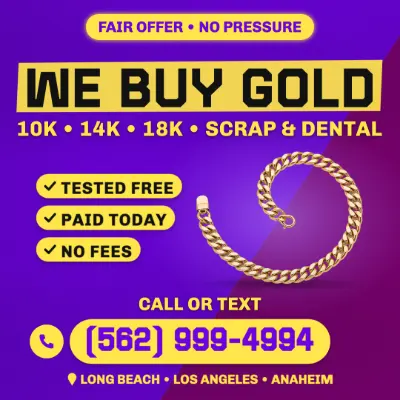 FAIR OFFER • NO PRESSURE
WE BUY GOLD
10K • 14K • 18K • SCRAP & DENTAL
TESTED FREE
PAID TODAY
NO FEES
CALL OR TEXT
(562) 999-4994
LONG BEACH • LOS ANGELES • ANAHEIM